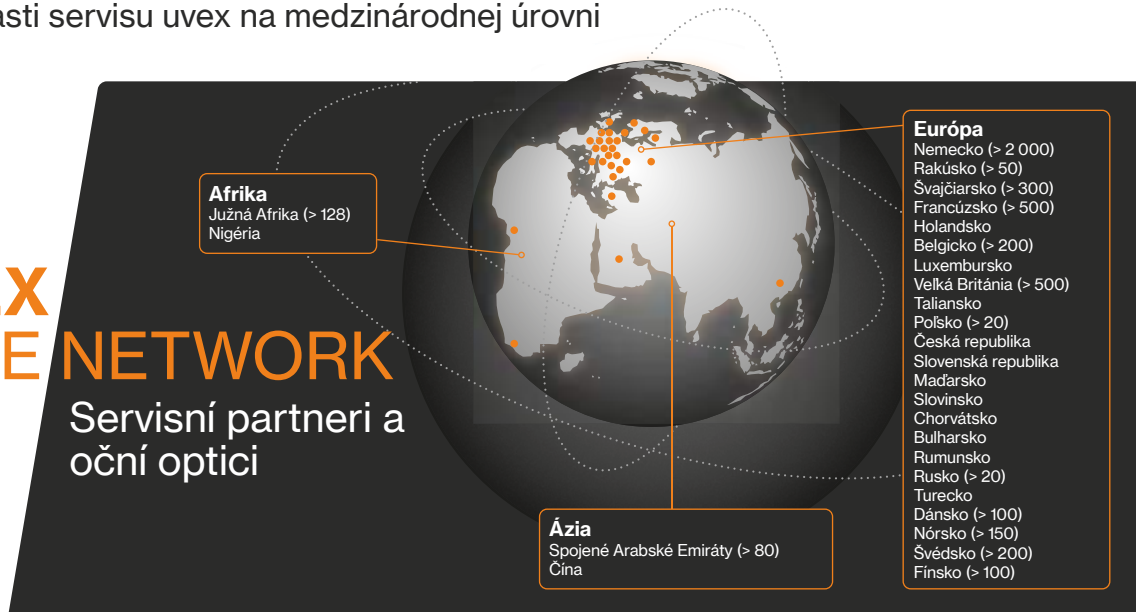 asti servisu uvex na medzinárodnej úrovni
Afrika
Južná Afrika (> 128)
Nigéria
X
E NETWORK
Servisní partneri a
oční optici
Ázia
Spojené Arabské Emiráty (> 80)
Čína
Európa
Nemecko (> 2 000)
Rakúsko (> 50)
Švajčiarsko (> 300)
Francúzsko (> 500)
Holandsko
Belgicko (> 200)
Luxembursko
Veľká Británia (> 500)
Taliansko
Poľsko (> 20)
Česká republika
Slovenská republika
Maďarsko
Slovinsko
Chorvátsko
Bulharsko
Rumunsko
Rusko (> 20)
Turecko
Dánsko (> 100)
Nórsko (> 150)
Švédsko (> 200)
Fínsko (> 100)